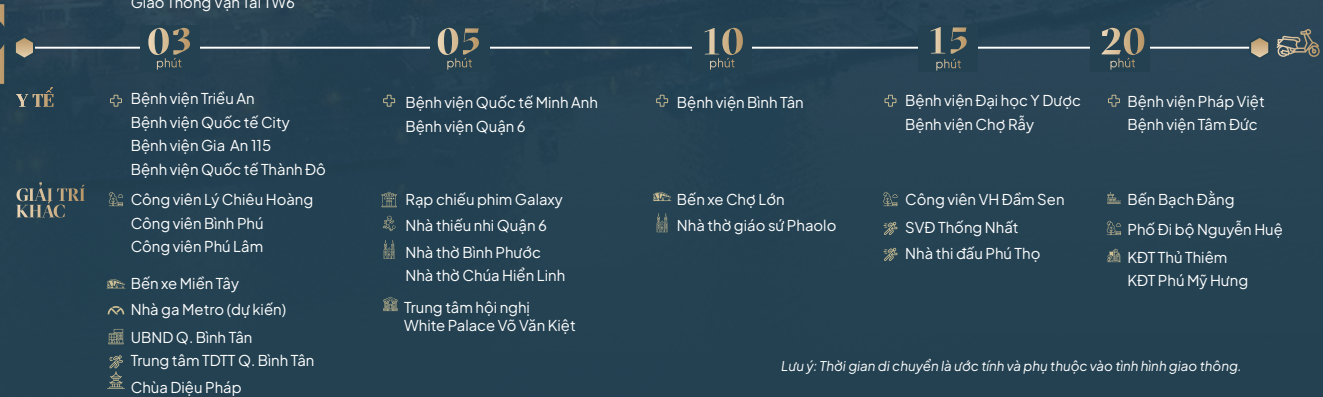 Giao Thông Vận Tải TW6
03
phút
05
phút
10
phút
15
phút
20
phút
Y TẾ
Bệnh viện Triều An
Bệnh viện Quốc tế City
Bệnh viện Gia An 115
Bệnh viện Quốc tế Thành Đô
Bệnh viện Quốc tế Minh Anh
Bệnh viện Quận 6
Bệnh viện Bình Tân
Bệnh viện Đại học Y Dược
Bệnh viện Chợ Rẫy
Bệnh viện Pháp Việt
Bệnh viện Tâm Đức
GIẢI TRÍ
KHÁC
Công viên Lý Chiêu Hoàng
Công viên Bình Phú
Công viên Phú Lâm
Bến xe Miền Tây
Nhà ga Metro (dự kiến)
UBND Q. Bình Tân
Trung tâm TDTT Q. Bình Tân
Chùa Diệu Pháp
Rạp chiếu phim Galaxy
Nhà thiếu nhi Quận 6
Nhà thờ Bình Phước
Nhà thờ Chúa Hiển Linh
Trung tâm hội nghị
White Palace Võ Văn Kiệt
Bến xe Chợ Lớn
Nhà thờ giáo sứ Phaolo
Công viên VH Đầm Sen
SVĐ Thống Nhất
Nhà thi đấu Phú Thọ
Bến Bạch Đằng
Phố Đi bộ Nguyễn Huệ
KĐT Thủ Thiêm
KĐT Phú Mỹ Hưng
Lưu ý: Thời gian di chuyển là ước tính và phụ thuộc vào tình hình giao thông.